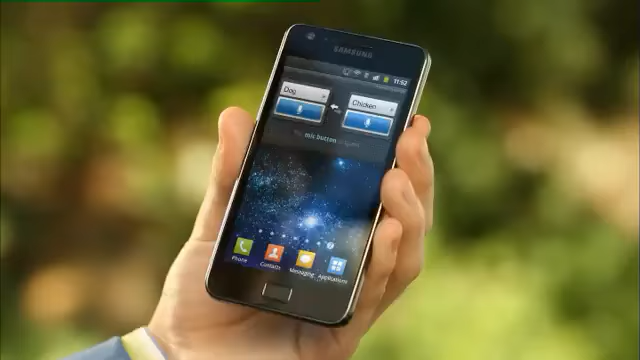 SAMSUNG
11:52
Dog
Chicken
mic button
Phone
Contacts
Messaging
Applications